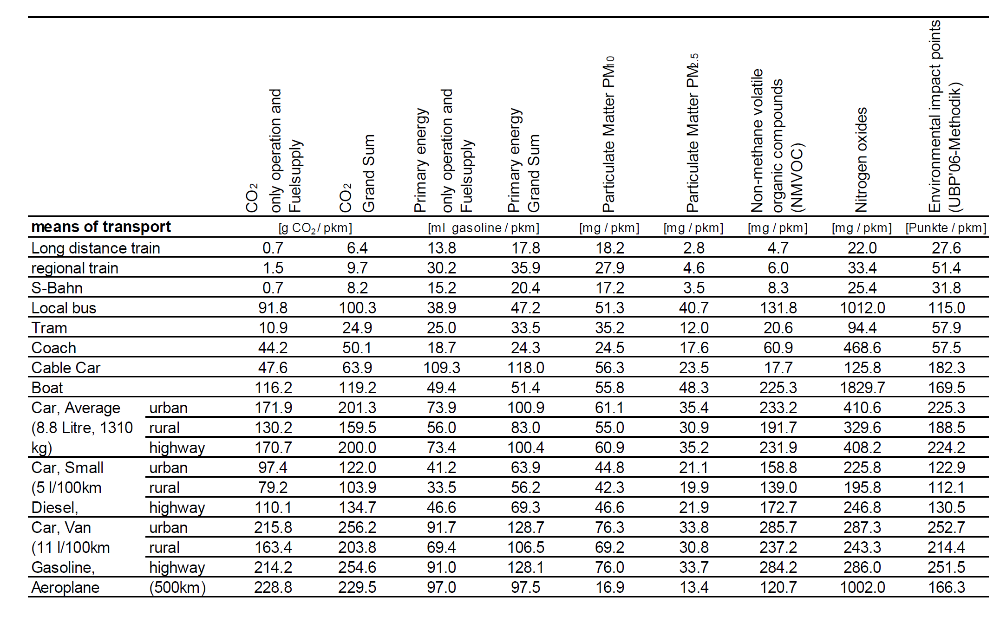 CO2
only operation and
Fuelsupply
CO2
Grand Sum
Primary energy
only operation and
Fuelsupply
Primary energy
Grand Sum
Particulate Matter PM10
Particulate Matter PM2.5
Non-methane volatile
organic compounds
(NMVOC)
Nitrogen oxides
Environmental impact points
(UBP'06-Methodik)
means of transport [g CO2 / pkm] [ml gasoline / pkm] [mg / pkm] [mg / pkm] [mg / pkm] [mg / pkm] [Punkte / pkm]
Long distance train 0.7 6.4 13.8 17.8 18.2 2.8 4.7 22.0 27.6
regional train 1.5 9.7 30.2 35.9 27.9 4.6 6.0 33.4 51.4
S-Bahn 0.7 8.2 15.2 20.4 17.2 3.5 8.3 25.4 31.8
Local bus 91.8 100.3 38.9 47.2 51.3 40.7 131.8 1012.0 115.0
Tram 10.9 24.9 25.0 33.5 35.2 12.0 20.6 94.4 57.9
Coach 44.2 50.1 18.7 24.3 24.5 17.6 60.9 468.6 57.5
Cable Car 47.6 63.9 109.3 118.0 56.3 23.5 17.7 125.8 182.3
Boat 116.2 119.2 49.4 51.4 55.8 48.3 225.3 1829.7 169.5
Car, Average urban 171.9 201.3 73.9 100.9 61.1 35.4 233.2 410.6 225.3
(8.8 Litre, 1310 rural 130.2 159.5 56.0 83.0 55.0 30.9 191.7 329.6 188.5
kg) highway 170.7 200.0 73.4 100.4 60.9 35.2 231.9 408.2 224.2
Car, Small urban 97.4 122.0 41.2 63.9 44.8 21.1 158.8 225.8 122.9
(5 l/100km rural 79.2 103.9 33.5 56.2 42.3 19.9 139.0 195.8 112.1
Diesel, highway 110.1 134.7 46.6 69.3 46.6 21.9 172.7 246.8 130.5
Car, Van urban 215.8 256.2 91.7 128.7 76.3 33.8 285.7 287.3 252.7
(11 l/100km rural 163.4 203.8 69.4 106.5 69.2 30.8 237.2 243.3 214.4
Gasoline, highway 214.2 254.6 91.0 128.1 76.0 33.7 284.2 286.0 251.5
Aeroplane (500km) 228.8 229.5 97.0 97.5 16.9 13.4 120.7 1002.0 166.3